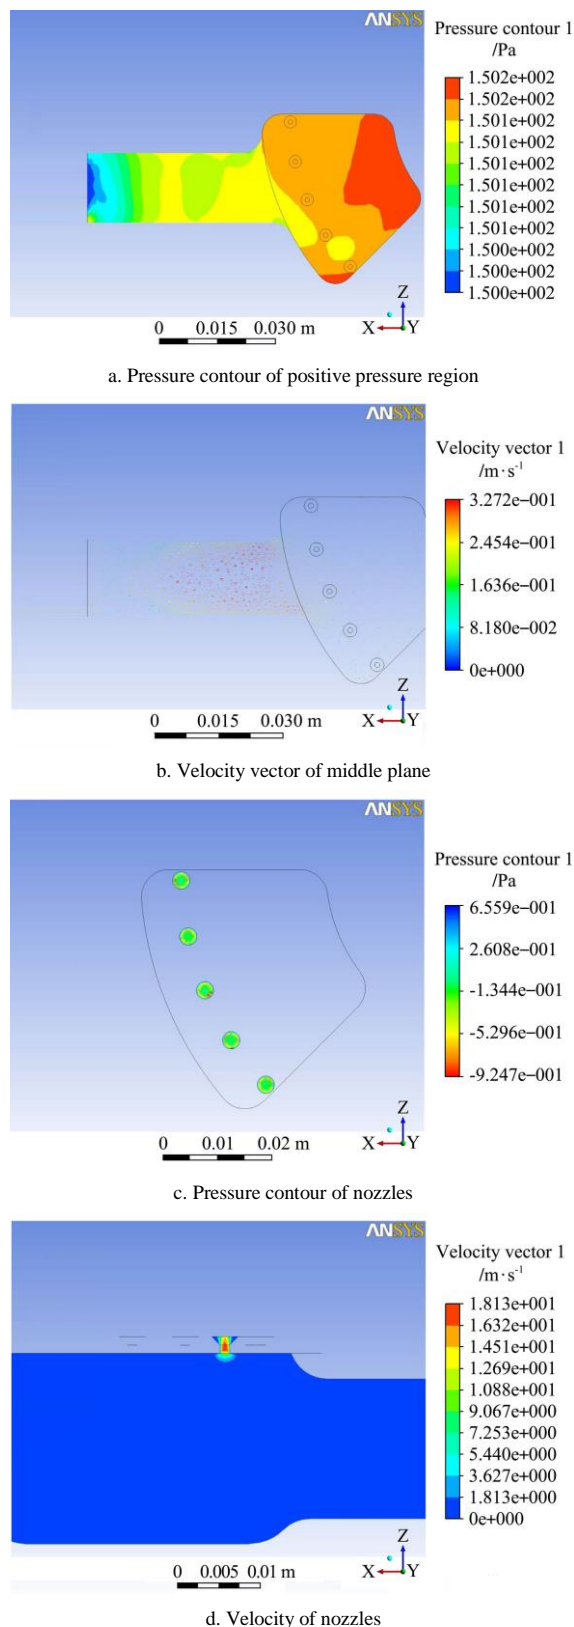 ANSYS
Pressure contour 1
/Pa
1.502e+002
1.502e+002
1.501e+002
1.501e+002
1.501e+002
1.501e+002
1.501e+002
1.501e+002
1.500e+002
1.500e+002
1.500e+002
Z
X Y
0 0.015 0.030 m
a. Pressure contour of positive pressure region
ANSYS
Velocity vector 1
/m·s⁻¹
3.272e−001
2.454e−001
1.636e−001
8.180e−002
0e+000
Z
X Y
0 0.015 0.030 m
b. Velocity vector of middle plane
ANSYS
Pressure contour 1
/Pa
6.559e−001
2.608e−001
-1.344e−001
-5.296e−001
-9.247e−001
Z
X Y
0 0.01 0.02 m
c. Pressure contour of nozzles
ANSYS
Velocity vector 1
/m·s⁻¹
1.813e+001
1.632e+001
1.451e+001
1.269e+001
1.088e+001
9.067e+000
7.253e+000
5.440e+000
3.627e+000
1.813e+000
0e+000
Z
X Y
0 0.005 0.01 m
d. Velocity of nozzles